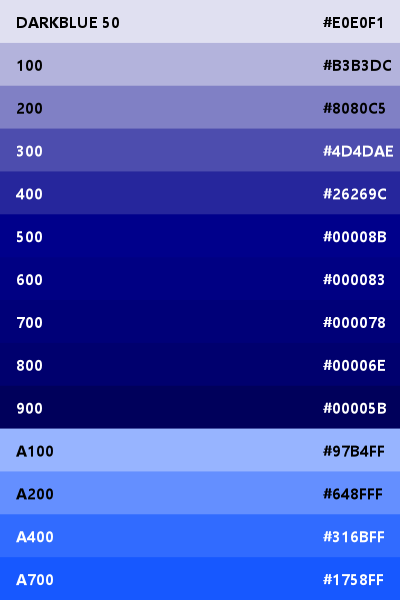 DARKBLUE 50 #E0E0F1
100 #B3B3DC
200 #8080C5
300 #4D4DAE
400 #26269C
500 #00008B
600 #000083
700 #000078
800 #00006E
900 #00005B
A100 #97B4FF
A200 #648FFF
A400 #316BFF
A700 #1758FF